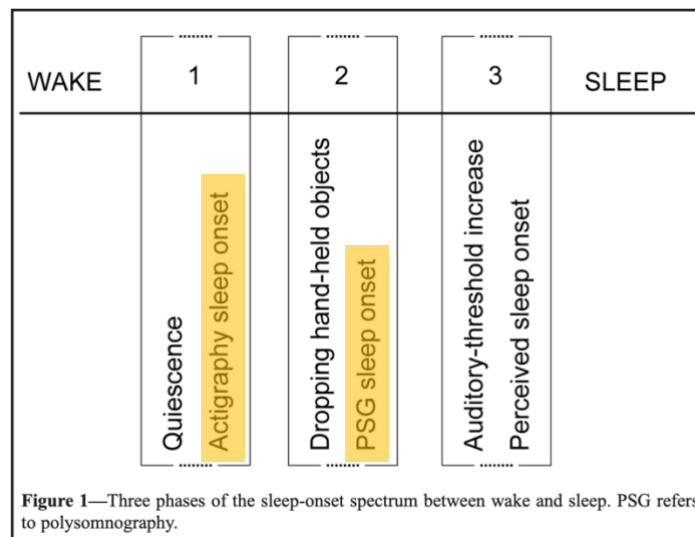 WAKE
1
2
3
SLEEP
Quiescence
Actigraphy sleep onset
Dropping hand-held objects
PSG sleep onset
Auditory-threshold increase
Perceived sleep onset
Figure 1—Three phases of the sleep-onset spectrum between wake and sleep. PSG refers
to polysomnography.